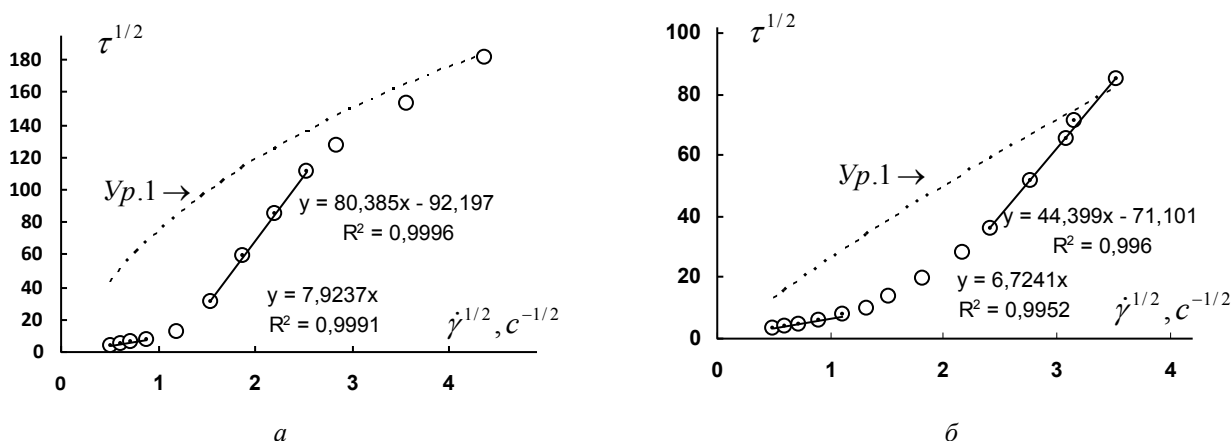 τ^{1/2}
180
160
140
120
100
80
60
40
20
0
0 1 2 3 4
Ур.1 →
y = 80,385x - 92,197
R² = 0,9996
y = 7,9237x
R² = 0,9991
γ̇^{1/2}, c^{-1/2}
а
τ^{1/2}
100
80
60
40
20
0
0 1 2 3 4
Ур.1 →
y = 44,399x - 71,101
R² = 0,996
y = 6,7241x
R² = 0,9952
γ̇^{1/2}, c^{-1/2}
б